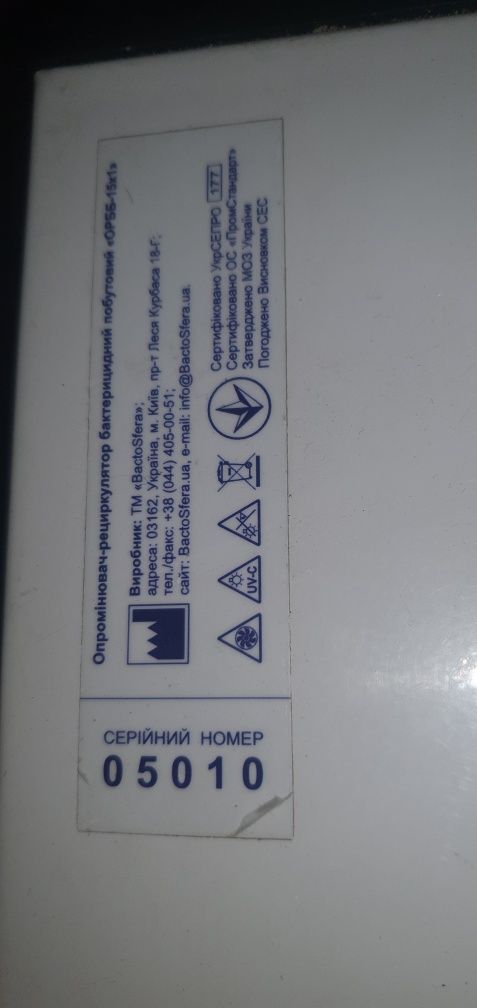 Опромінювач-рециркулятор бактерицидний побутовий «ОРББ-15х1»
Виробник: ТМ «BactoSfera»;
адреса: 03162, Україна, м. Київ, пр-т Леся Курбаса 18-Г;
тел./факс: +38 (044) 405-00-51;
сайт: BactoSfera.ua, e-mail: info@BactoSfera.ua.
UV-C
Сертифіковано УкрСЕПРО 177
Сертифіковано ОС «ПромСтандарт»
Затверджено МОЗ України
Погоджено Висновком СЕС
СЕРІЙНИЙ НОМЕР
05010